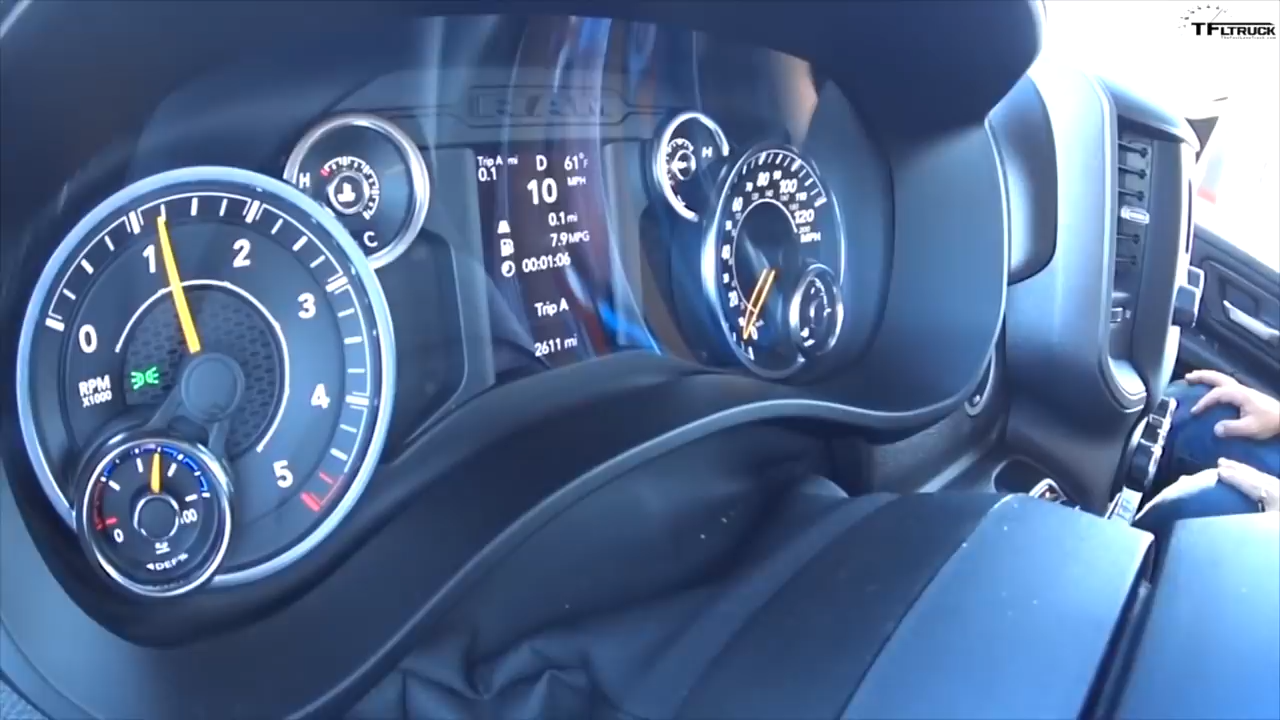 TFLTRUCK
RAM
Trip A mi
0.1
D
61°F
10 MPH
0.1 mi
7.9 MPG
00:01:06
Trip A
2611 mi
0
1
2
3
4
5
RPM
X1000
H
C
H
20
60
80
100
120
MPH
0
DEF